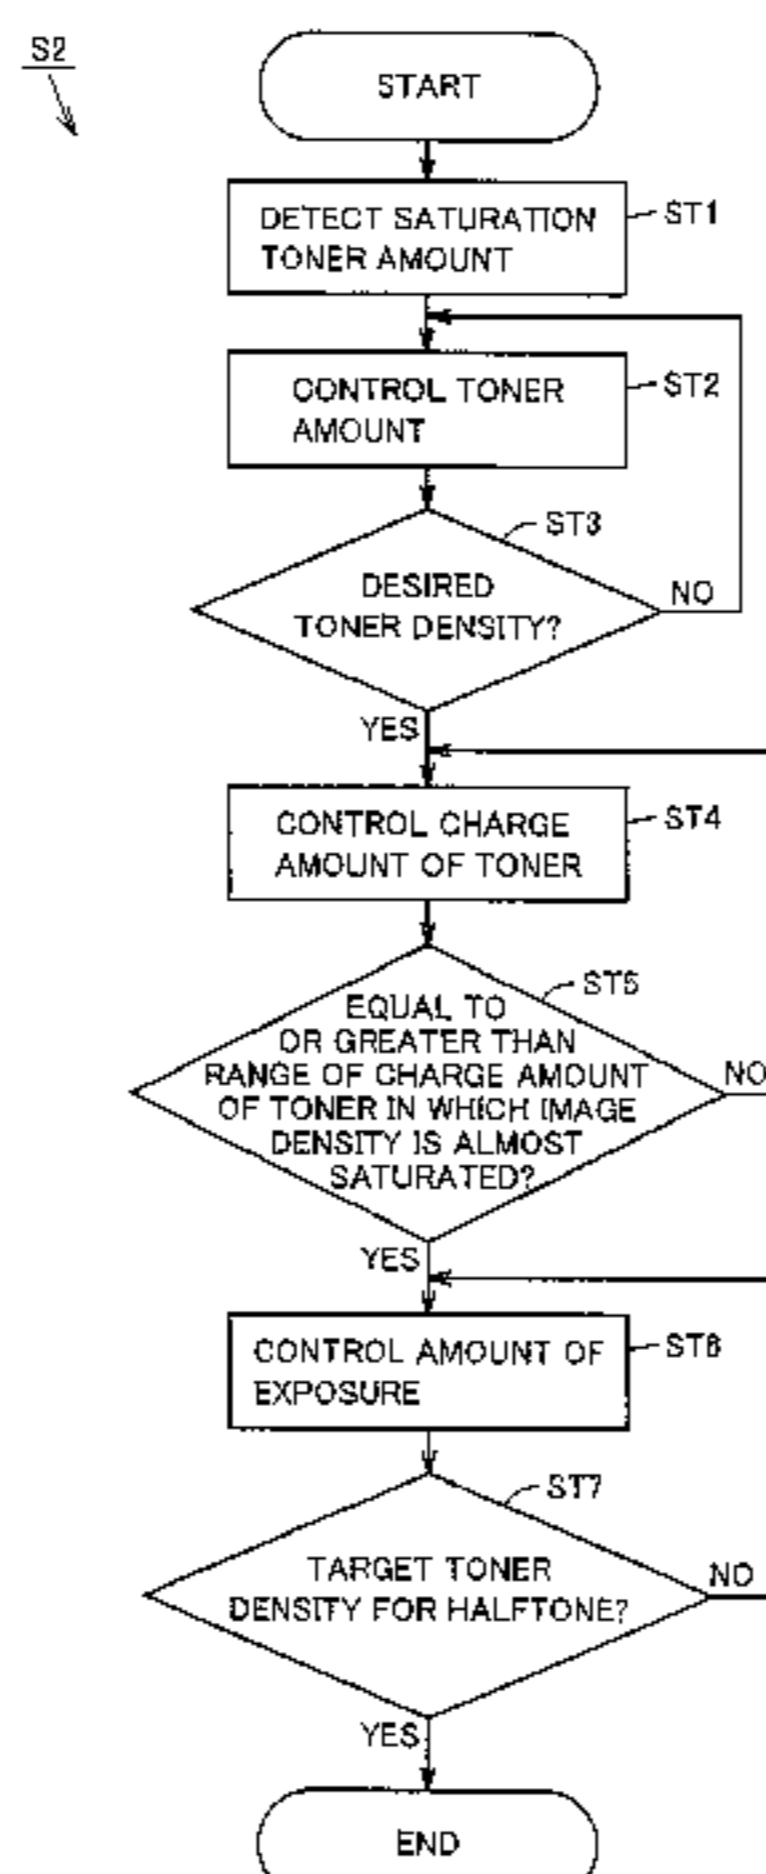 S2
START
DETECT SATURATION
TONER AMOUNT
ST1
CONTROL TONER
AMOUNT
ST2
ST3
DESIRED
TONER DENSITY?
NO
YES
CONTROL CHARGE
AMOUNT OF TONER
ST4
ST5
EQUAL TO
OR GREATER THAN
RANGE OF CHARGE AMOUNT
OF TONER IN WHICH IMAGE
DENSITY IS ALMOST
SATURATED?
NO
YES
CONTROL AMOUNT OF
EXPOSURE
ST6
ST7
TARGET TONER
DENSITY FOR HALFTONE?
NO
YES
END